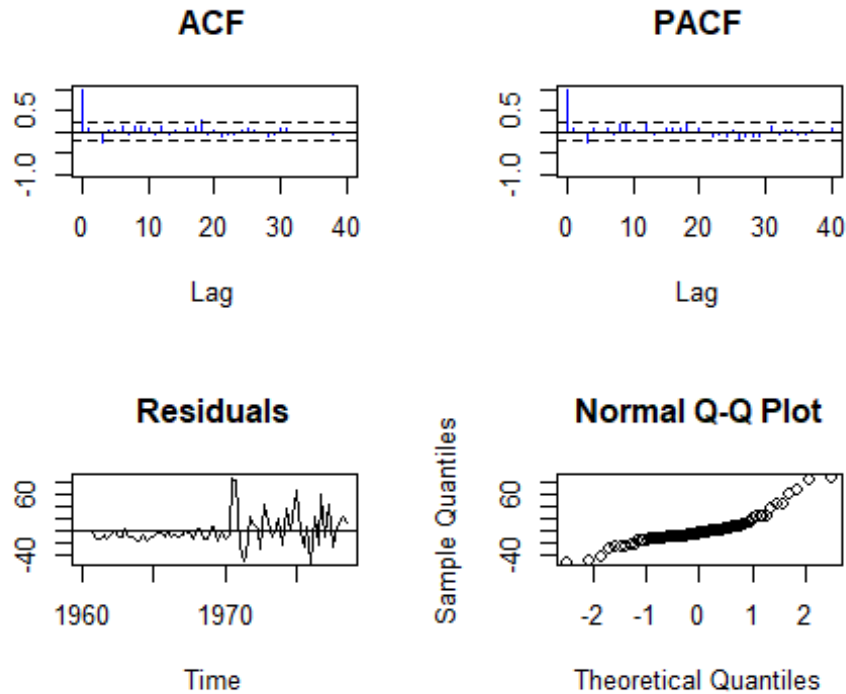 ACF
0.5
-1.0
0 10 20 30 40
Lag
PACF
0.5
-1.0
0 10 20 30 40
Lag
Residuals
60
-40
1960 1970
Time
Normal Q-Q Plot
Sample Quantiles
60
-40
-2 -1 0 1 2
Theoretical Quantiles